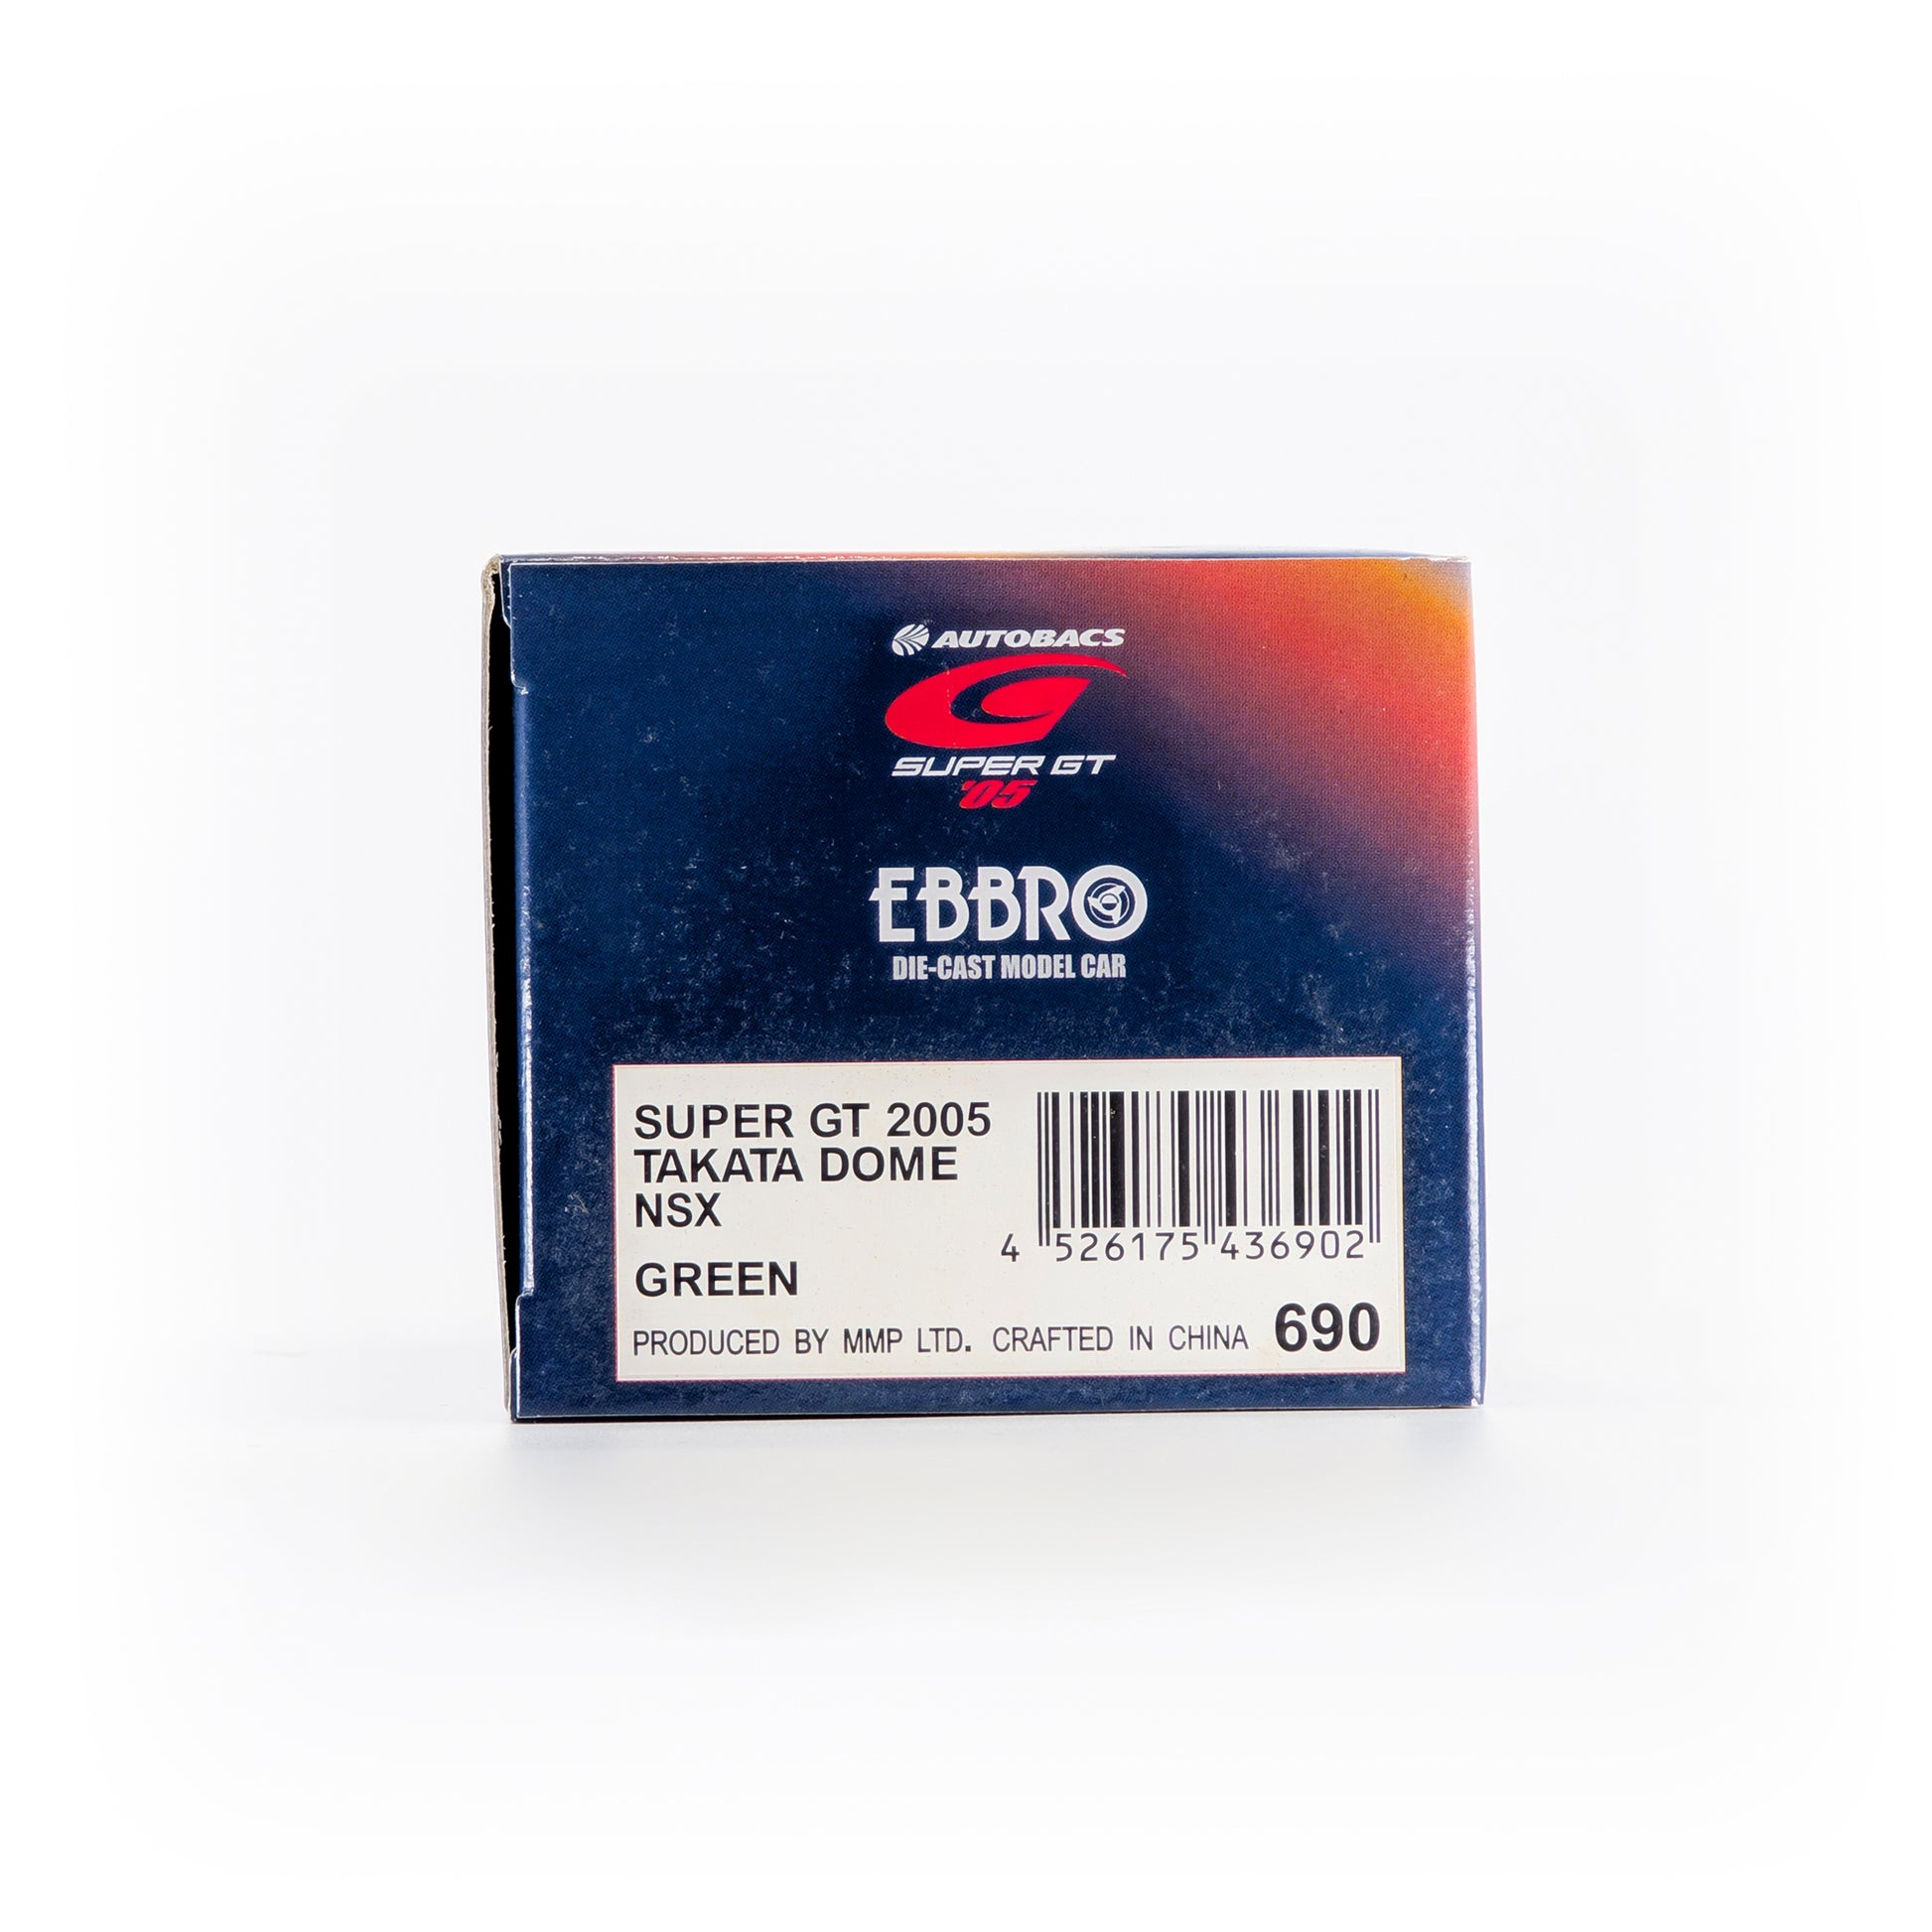 AUTOBACS
SUPER GT
'05
EBBRO
DIE-CAST MODEL CAR
SUPER GT 2005
TAKATA DOME
NSX
GREEN
4 526175 436902
PRODUCED BY MMP LTD. CRAFTED IN CHINA 690